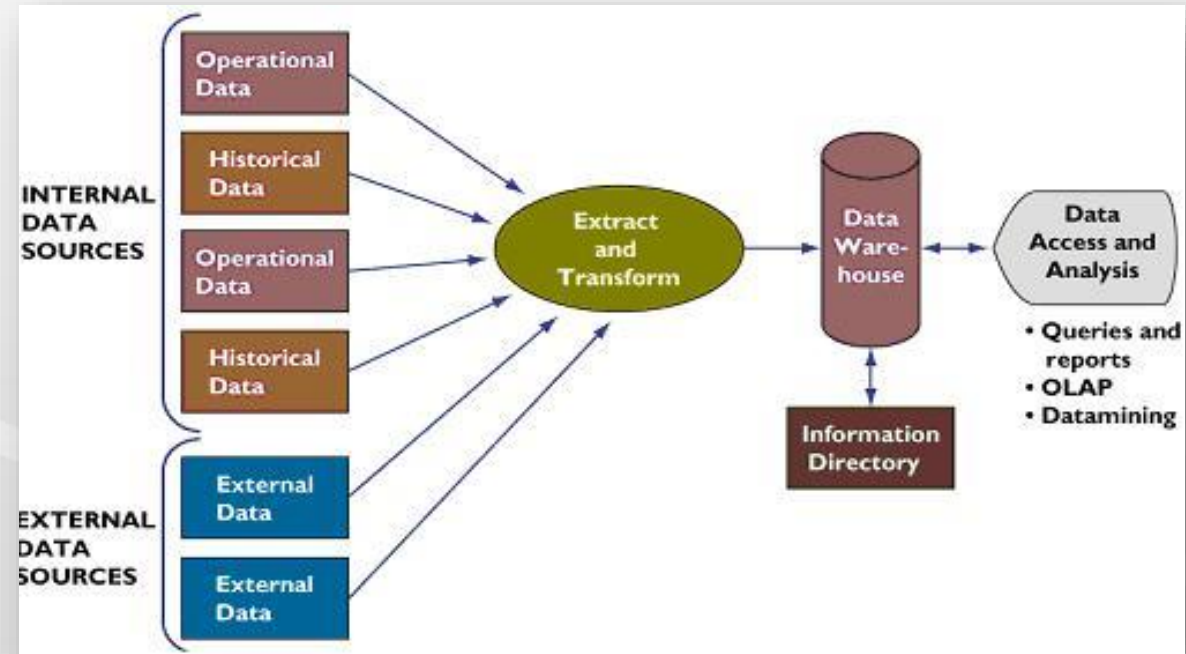 INTERNAL
DATA
SOURCES
Operational
Data
Historical
Data
Operational
Data
Historical
Data
EXTERNAL
DATA
SOURCES
External
Data
External
Data
Extract
and
Transform
Data
Ware-
house
Information
Directory
Data
Access and
Analysis
• Queries and
reports
• OLAP
• Datamining